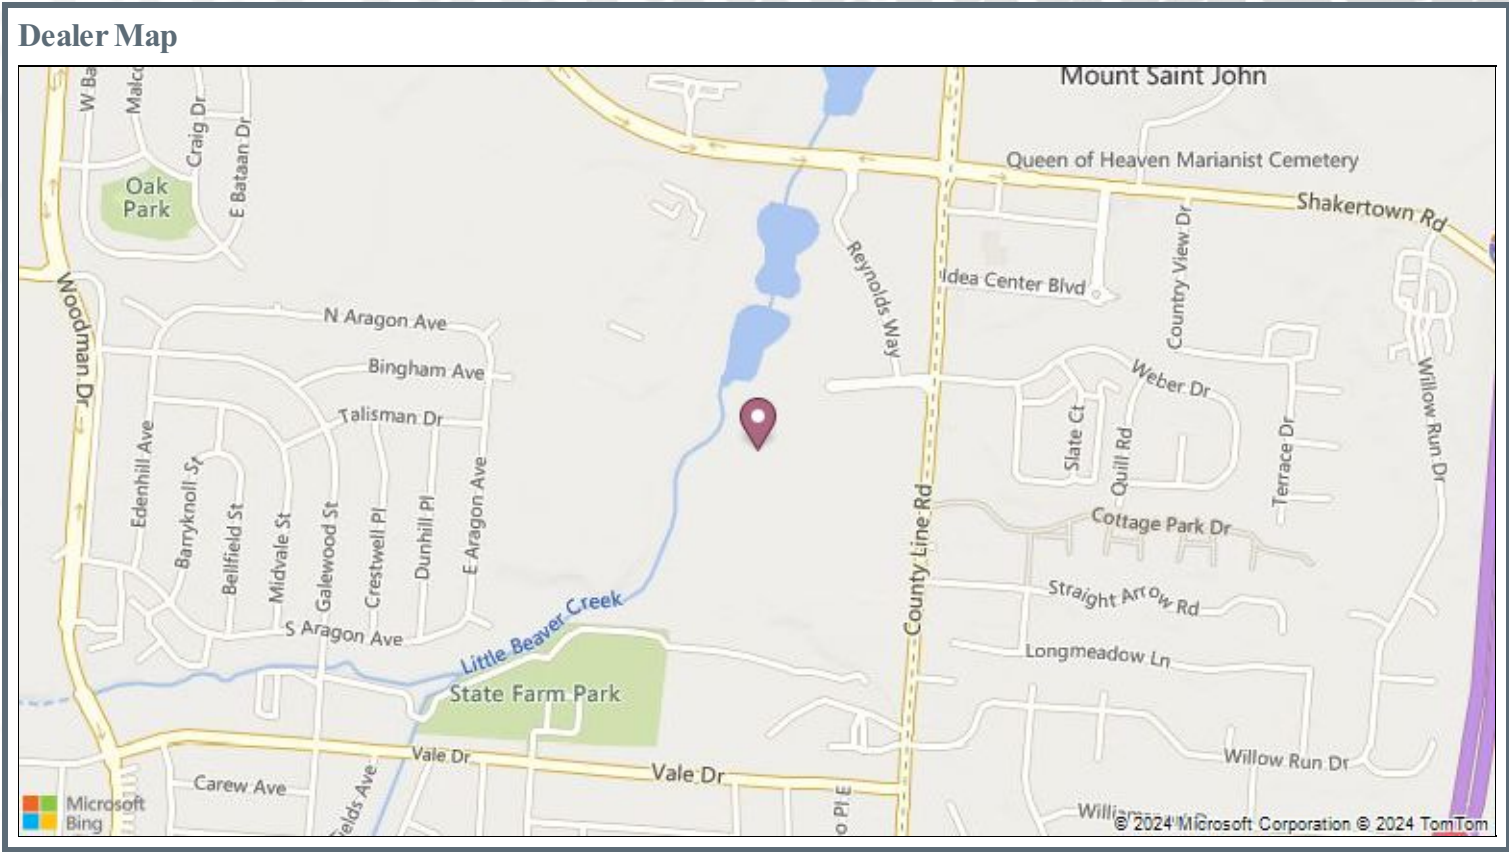 Dealer Map
W Ba
Malco
Craig Dr
E Bataan Dr
Oak
Park
Mount Saint John
Queen of Heaven Marianist Cemetery
Shakertown Rd
Woodman Dr
Reynolds Way
Idea Center Blvd
Country View Dr
N Aragon Ave
Bingham Ave
Talisman Dr
Weber Dr
Willow Run Dr
Edenhill Ave
Barryknoll St
Bellfield St
Midvale St
Galewood St
Crestwell Pl
Dunhill Pl
E Aragon Ave
Slate Ct
Quill Rd
Terrace Dr
County Line Rd
Cottage Park Dr
Straight Arrow Rd
S Aragon Ave
Little Beaver Creek
Longmeadow Ln
State Farm Park
Vale Dr
Vale Dr
Willow Run Dr
Carew Ave
elds Ave
o Pl E
Microsoft
Bing
© 2024 Microsoft Corporation © 2024 TomTom